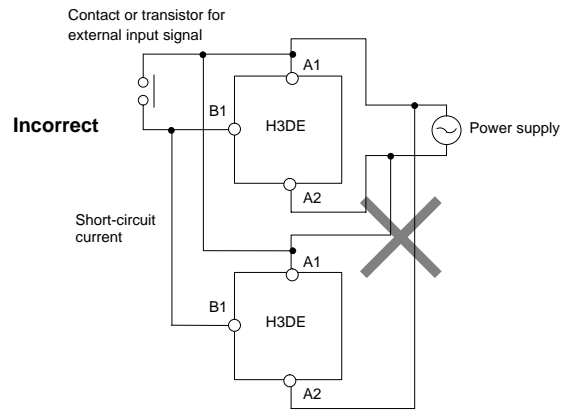 Contact or transistor for
external input signal
A1
B1
H3DE
Incorrect
Power supply
A2
Short-circuit
current
A1
B1
H3DE
A2